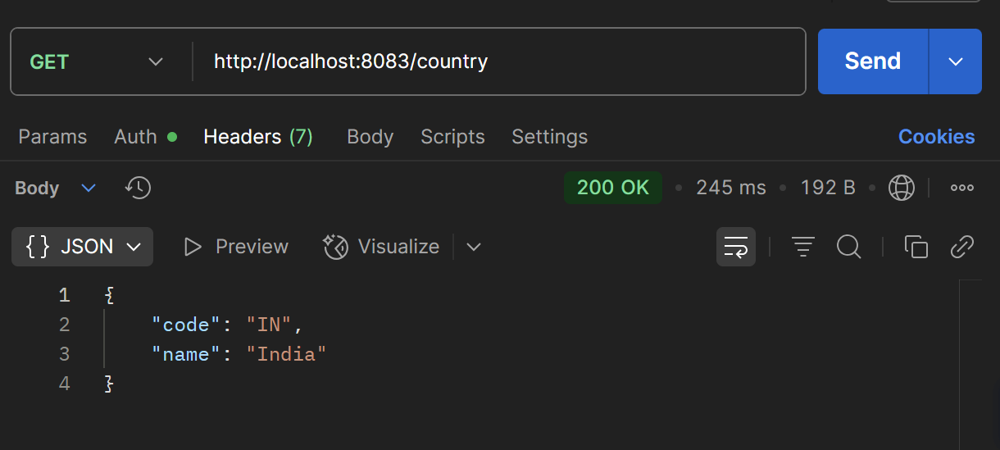 GET http://localhost:8083/country Send
Params Auth Headers (7) Body Scripts Settings Cookies
Body 200 OK 245 ms 192 B
{} JSON Preview Visualize
1 {
2 "code": "IN",
3 "name": "India"
4 }